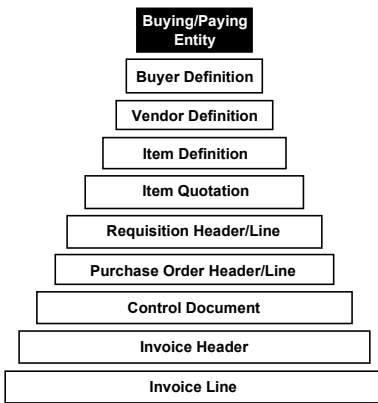 Buying/Paying
Entity
Buyer Definition
Vendor Definition
Item Definition
Item Quotation
Requisition Header/Line
Purchase Order Header/Line
Control Document
Invoice Header
Invoice Line